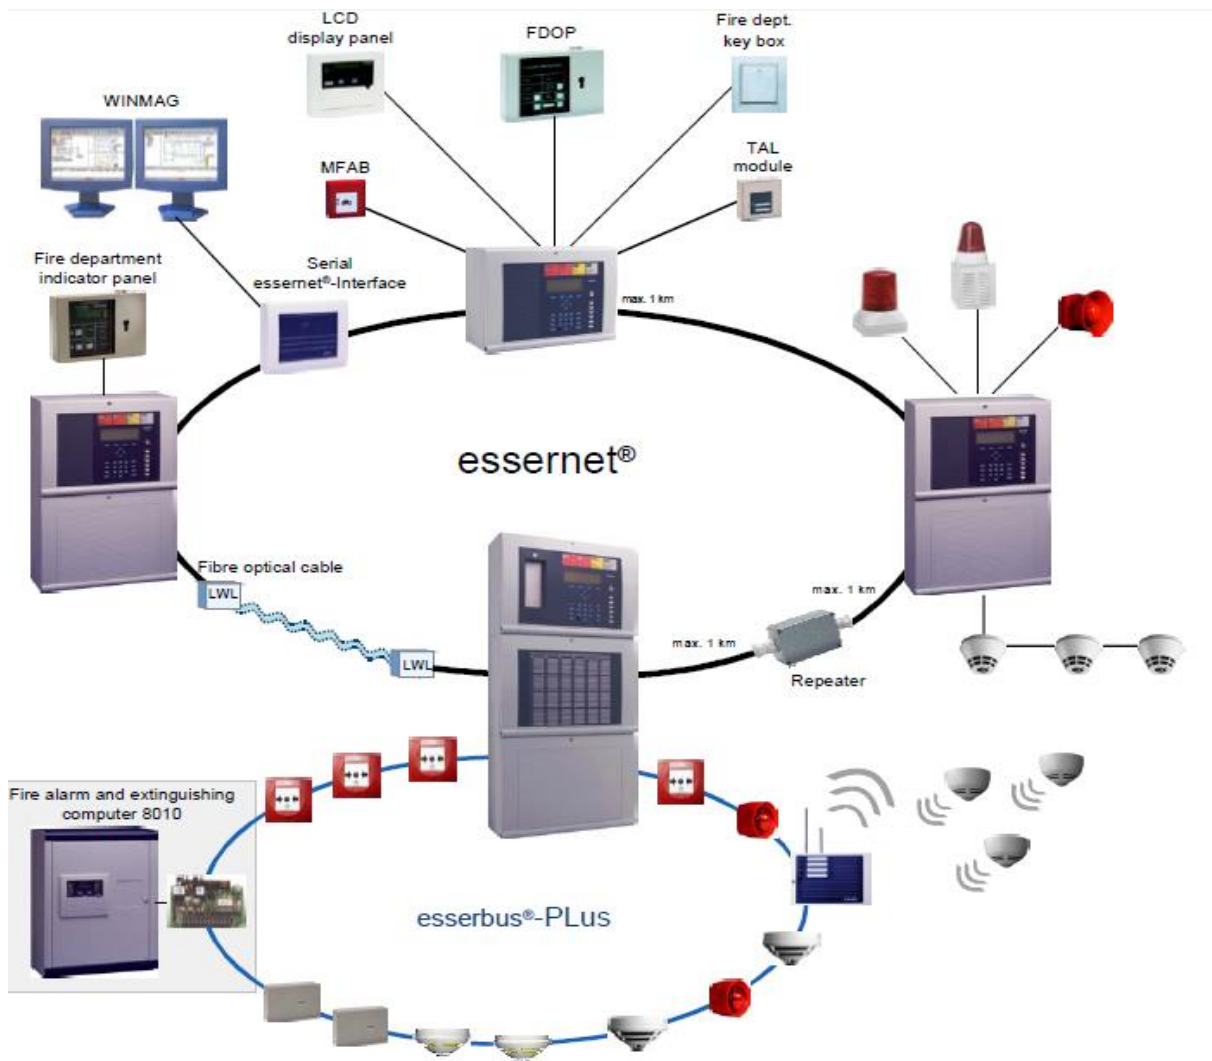 LCD
display panel
FDOP
Fire dept.
key box
WINMAG
MFAB
TAL
module
Fire department
indicator panel
Serial
essernet®-Interface
max. 1 km
essernet®
Fibre optical cable
LWL
LWL
max. 1 km
max. 1 km
Repeater
Fire alarm and extinguishing
computer 8010
esserbus®-PLus